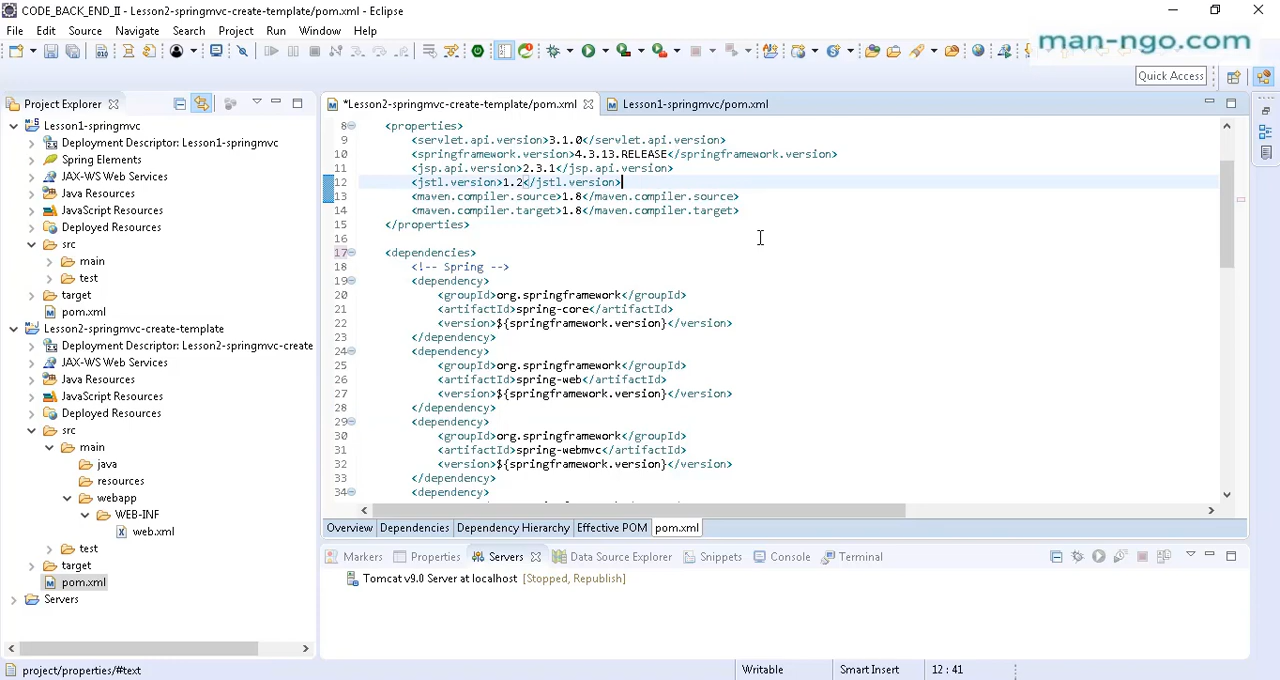 CODE_BACK_END_II - Lesson2-springmvc-create-template/pom.xml - Eclipse
File Edit Source Navigate Search Project Run Window Help
man-ngo.com
Quick Access
Project Explorer
Lesson1-springmvc
Deployment Descriptor: Lesson1-springmvc
Spring Elements
JAX-WS Web Services
Java Resources
JavaScript Resources
Deployed Resources
src
main
test
target
pom.xml
Lesson2-springmvc-create-template
Deployment Descriptor: Lesson2-springmvc-create
JAX-WS Web Services
Java Resources
JavaScript Resources
Deployed Resources
src
main
java
resources
webapp
WEB-INF
web.xml
test
target
pom.xml
Servers
*Lesson2-springmvc-create-template/pom.xml Lesson1-springmvc/pom.xml
8 <properties>
9 <servlet.api.version>3.1.0</servlet.api.version>
10 <springframework.version>4.3.13.RELEASE</springframework.version>
11 <jsp.api.version>2.3.1</jsp.api.version>
12 <jstl.version>1.2</jstl.version>
13 <maven.compiler.source>1.8</maven.compiler.source>
14 <maven.compiler.target>1.8</maven.compiler.target>
15 </properties>
16
17 <dependencies>
18 <!-- Spring -->
19 <dependency>
20 <groupId>org.springframework</groupId>
21 <artifactId>spring-core</artifactId>
22 <version>${springframework.version}</version>
23 </dependency>
24 <dependency>
25 <groupId>org.springframework</groupId>
26 <artifactId>spring-web</artifactId>
27 <version>${springframework.version}</version>
28 </dependency>
29 <dependency>
30 <groupId>org.springframework</groupId>
31 <artifactId>spring-webmvc</artifactId>
32 <version>${springframework.version}</version>
33 </dependency>
34 <dependency>
Overview Dependencies Dependency Hierarchy Effective POM pom.xml
Markers Properties Servers Data Source Explorer Snippets Console Terminal
Tomcat v9.0 Server at localhost [Stopped, Republish]
project/properties/#text Writable Smart Insert 12 : 41